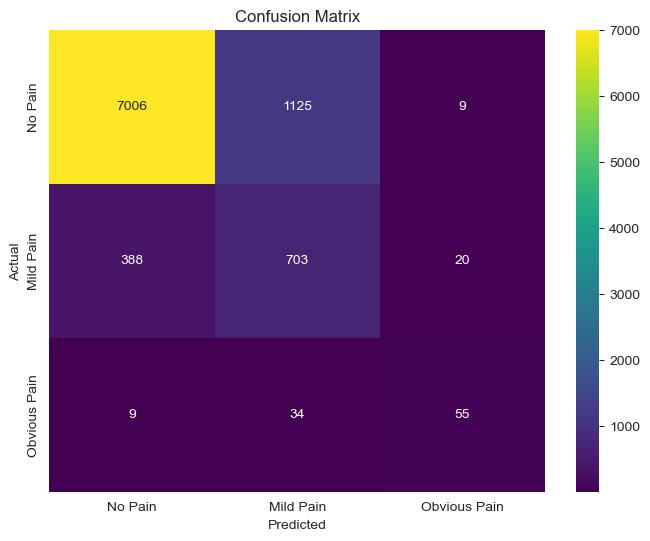 Confusion Matrix
7000
6000
5000
4000
3000
2000
1000
Actual
No Pain
7006 1125 9
Mild Pain
388 703 20
Obvious Pain
9 34 55
No Pain Mild Pain Obvious Pain
Predicted